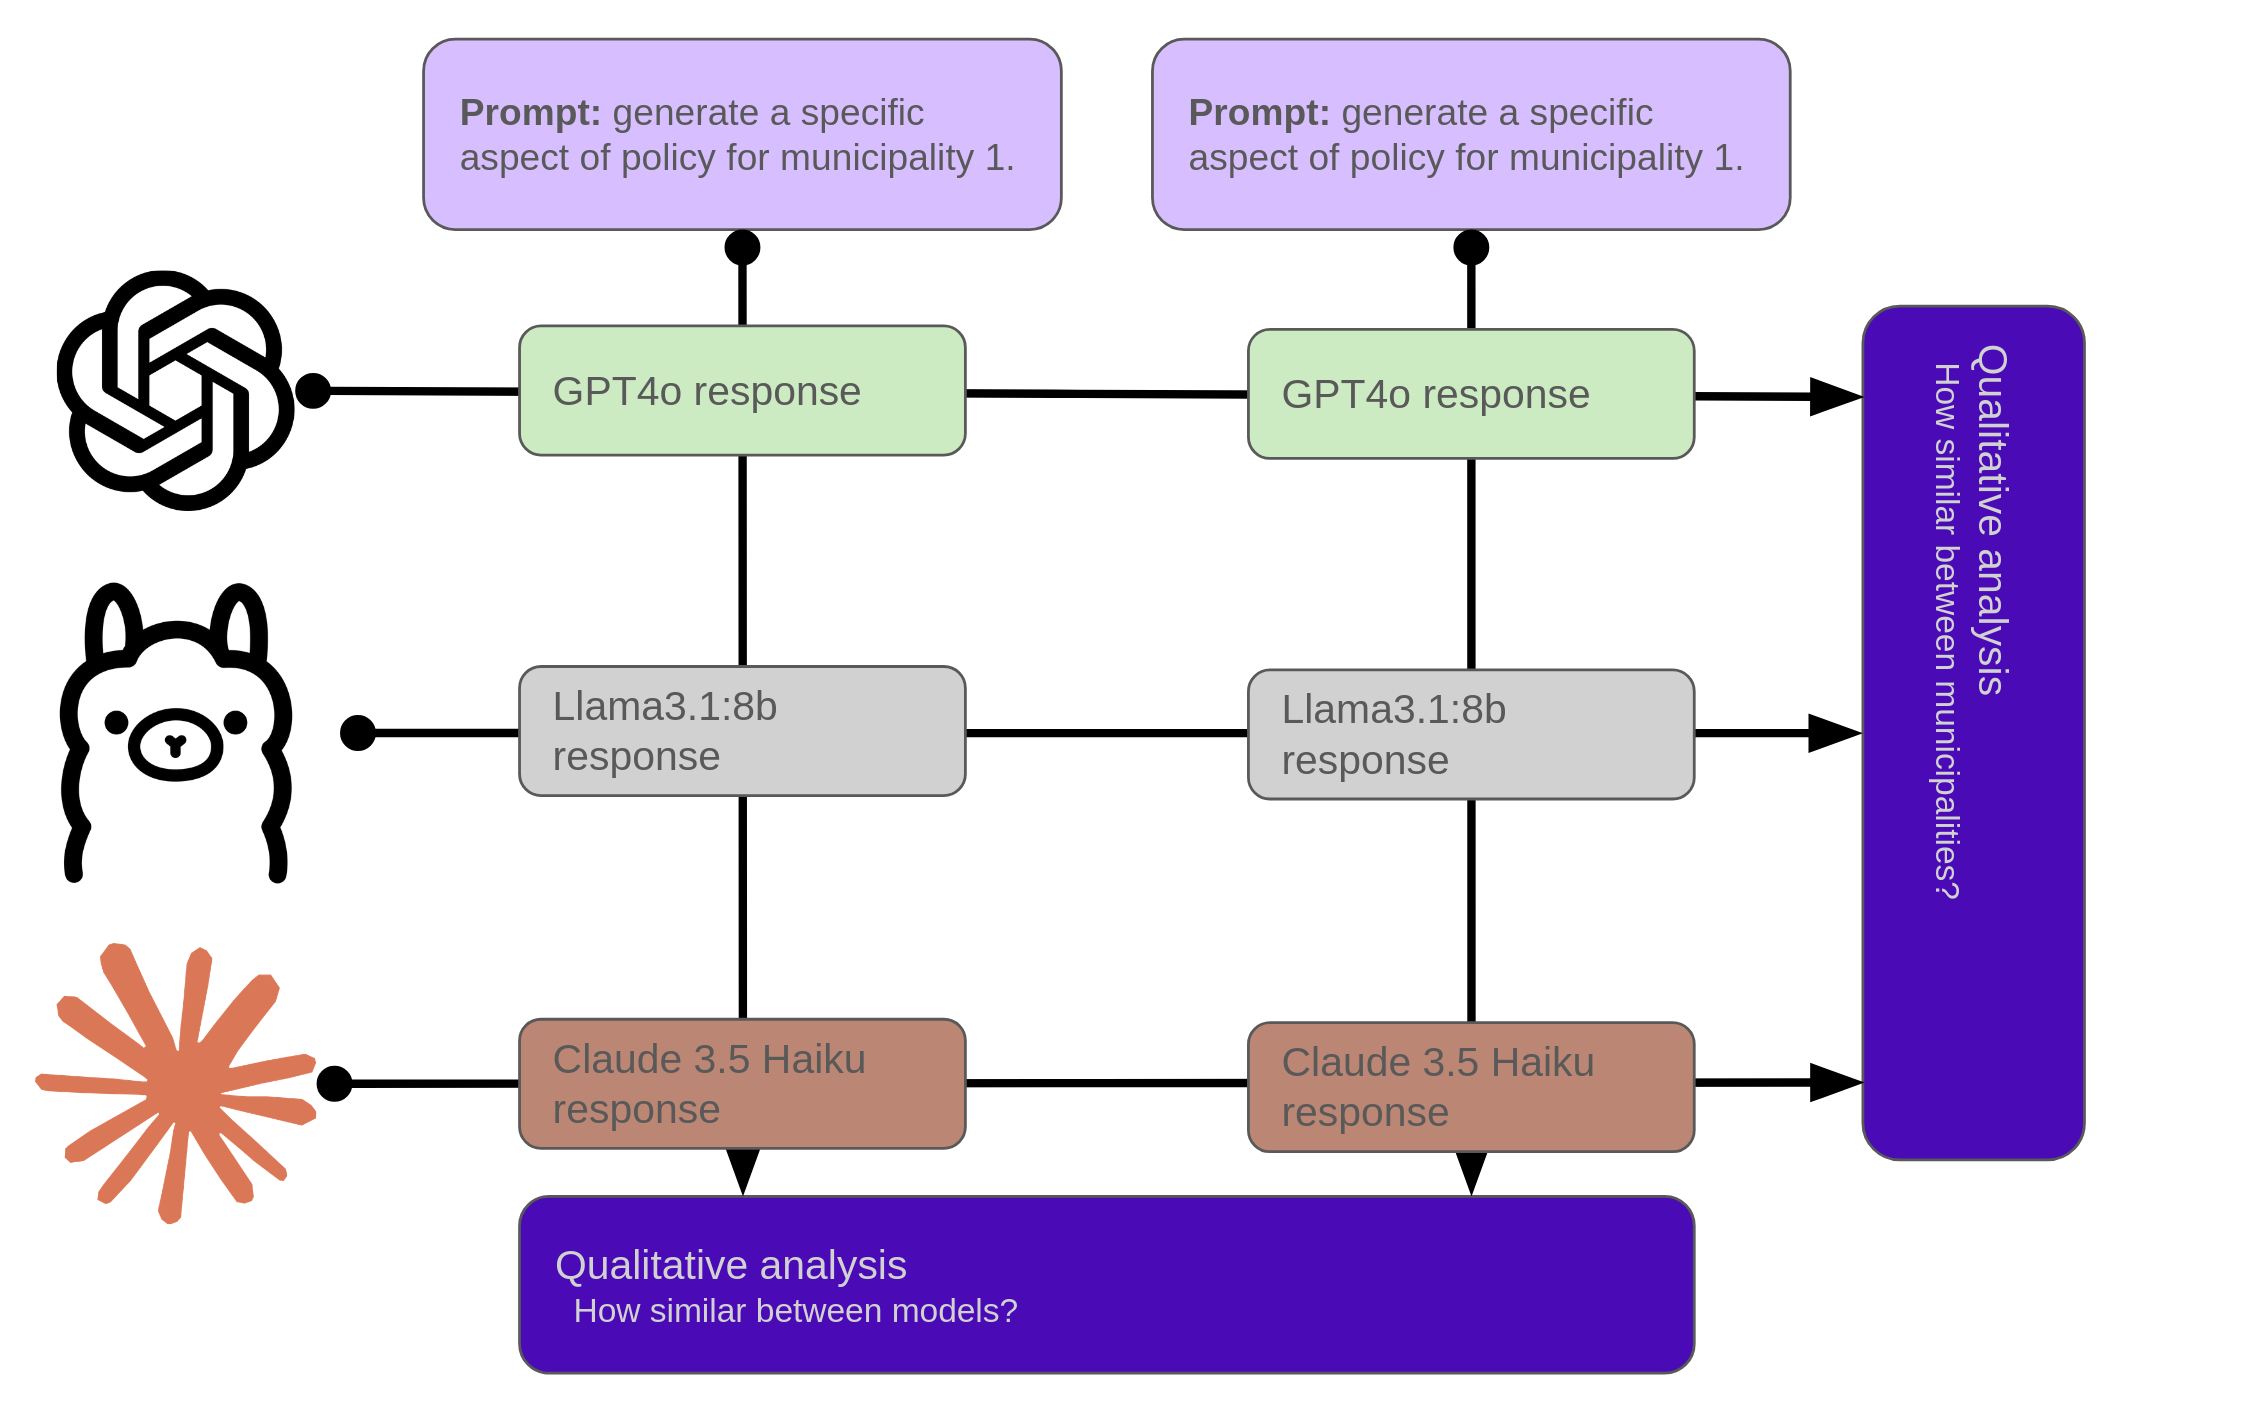 Prompt: generate a specific
aspect of policy for municipality 1.
Prompt: generate a specific
aspect of policy for municipality 1.
GPT4o response
GPT4o response
Llama3.1:8b
response
Llama3.1:8b
response
Claude 3.5 Haiku
response
Claude 3.5 Haiku
response
Qualitative analysis
How similar between municipalities?
Qualitative analysis
How similar between models?